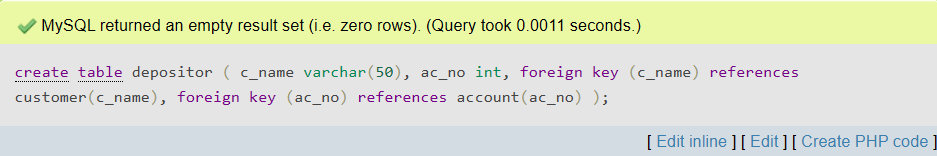 MySQL returned an empty result set (i.e. zero rows). (Query took 0.0011 seconds.)
create table depositor ( c_name varchar(50), ac_no int, foreign key (c_name) references
customer(c_name), foreign key (ac_no) references account(ac_no) );
[ Edit inline ] [ Edit ] [ Create PHP code ]